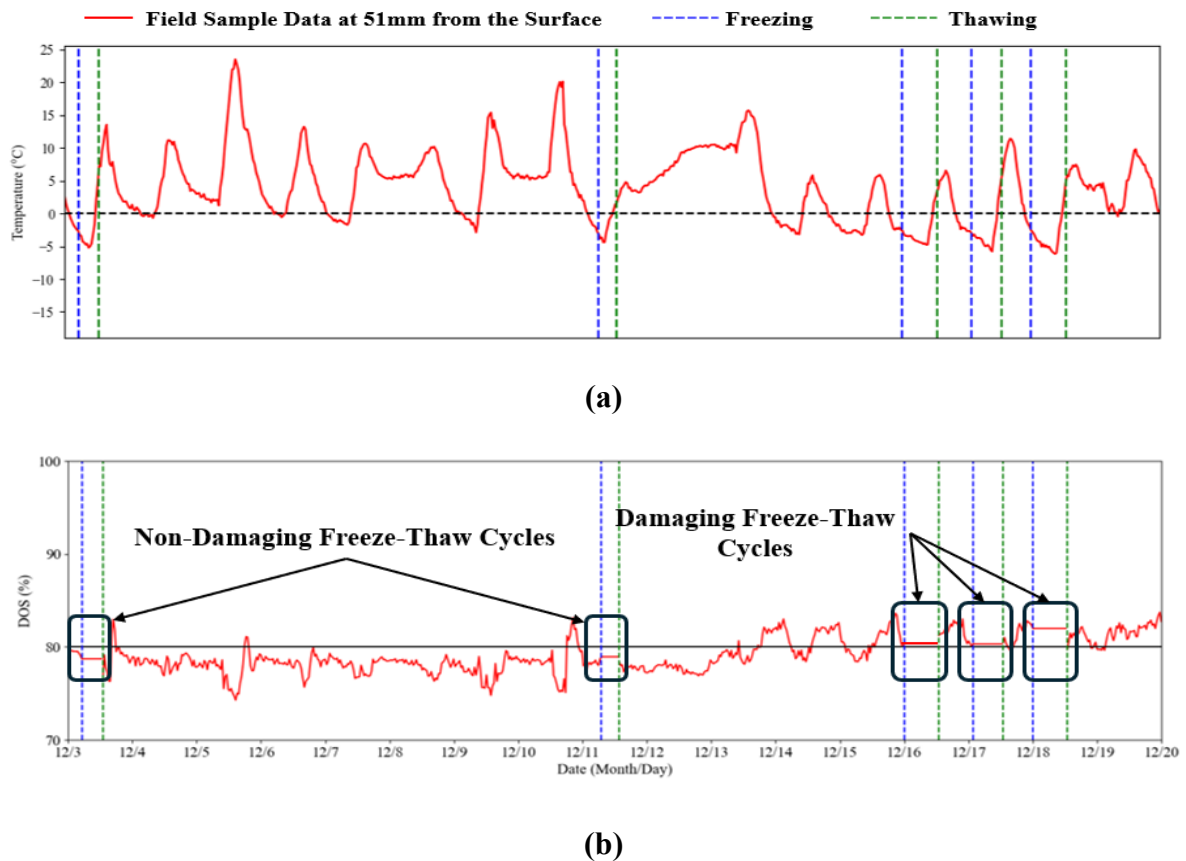 Field Sample Data at 51mm from the Surface Freezing Thawing
25
20
15
10
5
0
−5
−10
−15
Temperature (°C)
(a)
100
90
80
70
DOS (%)
Non-Damaging Freeze-Thaw Cycles
Damaging Freeze-Thaw
Cycles
12/3 12/4 12/5 12/6 12/7 12/8 12/9 12/10 12/11 12/12 12/13 12/14 12/15 12/16 12/17 12/18 12/19 12/20
Date (Month/Day)
(b)